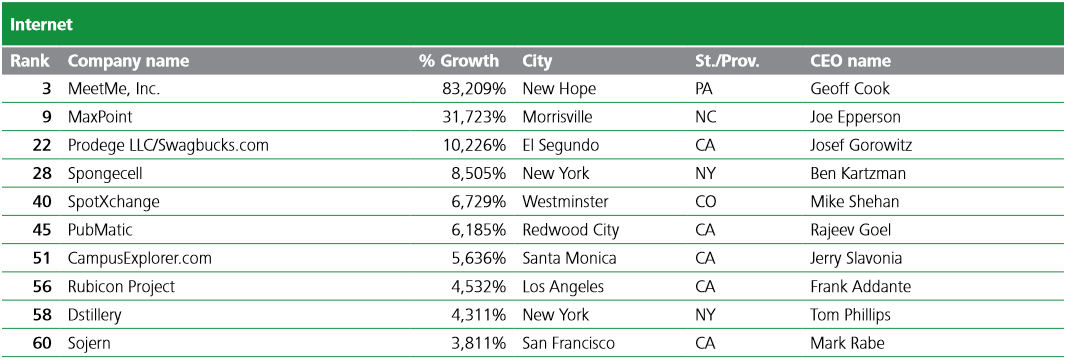 Internet
Rank Company name % Growth City St./Prov. CEO name
3 MeetMe, Inc. 83,209% New Hope PA Geoff Cook
9 MaxPoint 31,723% Morrisville NC Joe Epperson
22 Prodege LLC/Swagbucks.com 10,226% El Segundo CA Josef Gorowitz
28 Spongecell 8,505% New York NY Ben Kartzman
40 SpotXchange 6,729% Westminster CO Mike Shehan
45 PubMatic 6,185% Redwood City CA Rajeev Goel
51 CampusExplorer.com 5,636% Santa Monica CA Jerry Slavonia
56 Rubicon Project 4,532% Los Angeles CA Frank Addante
58 Dstillery 4,311% New York NY Tom Phillips
60 Sojern 3,811% San Francisco CA Mark Rabe